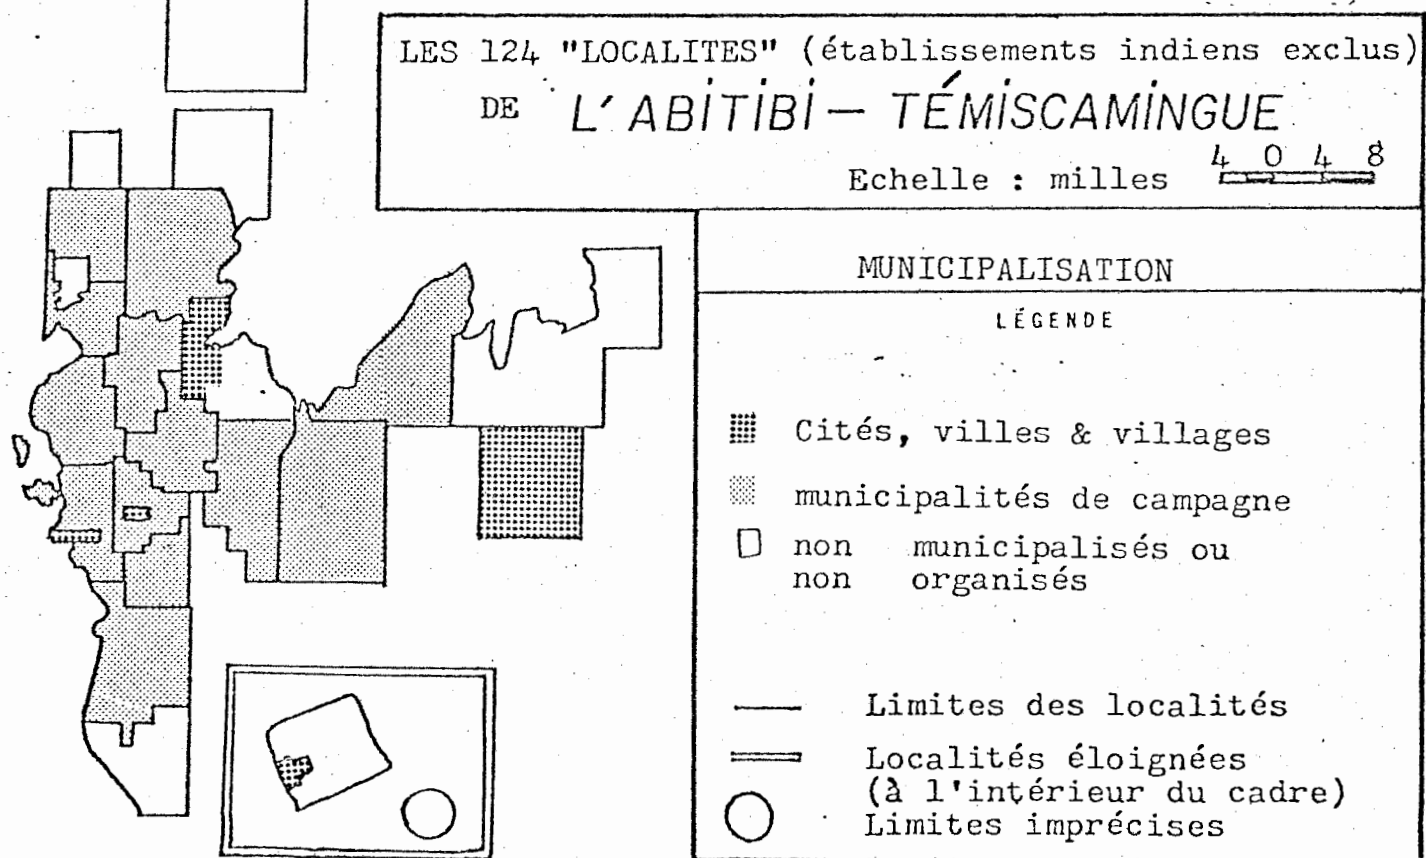 LES 124 "LOCALITES" (établissements indiens exclus)
DE L'ABITIBI – TÉMISCAMINGUE
Echelle : milles 4 0 4 8
MUNICIPALISATION
LÉGENDE
Cités, villes & villages
municipalités de campagne
non municipalisés ou
non organisés
Limites des localités
Localités éloignées
(à l'intérieur du cadre)
Limites imprécises